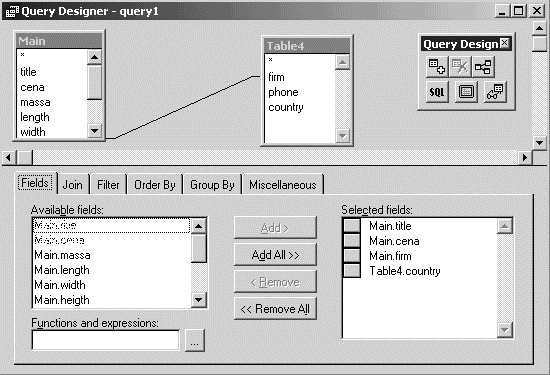 Query Designer - query1
Main
*
title
cena
massa
length
width
Table4
*
firm
phone
country
Query Design
SQL
Fields
Join
Filter
Order By
Group By
Miscellaneous
Available fields:
Main.title
Main.cena
Main.massa
Main.length
Main.width
Main.heigth
Functions and expressions:
...
Add >
Add All >>
< Remove
<< Remove All
Selected fields:
Main.title
Main.cena
Main.firm
Table4.country